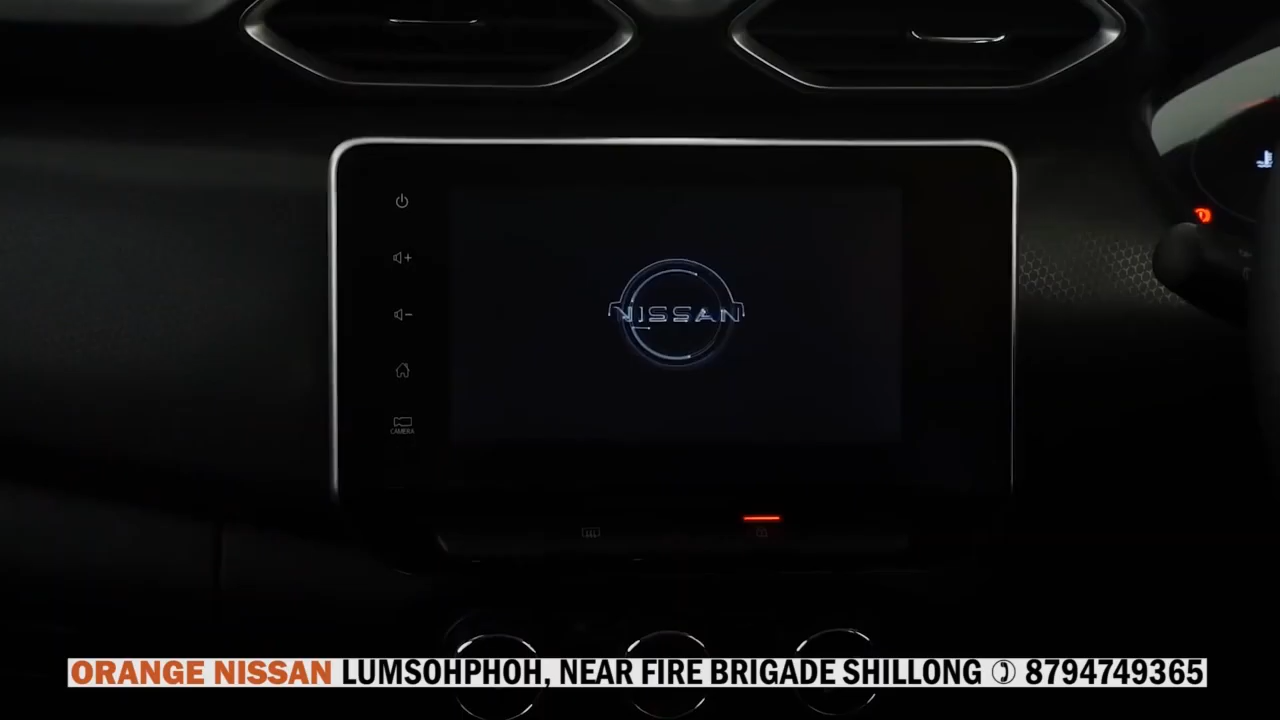 NISSAN
CAMERA
ORANGE NISSAN LUMSOHPHOH, NEAR FIRE BRIGADE SHILLONG ✆ 8794749365